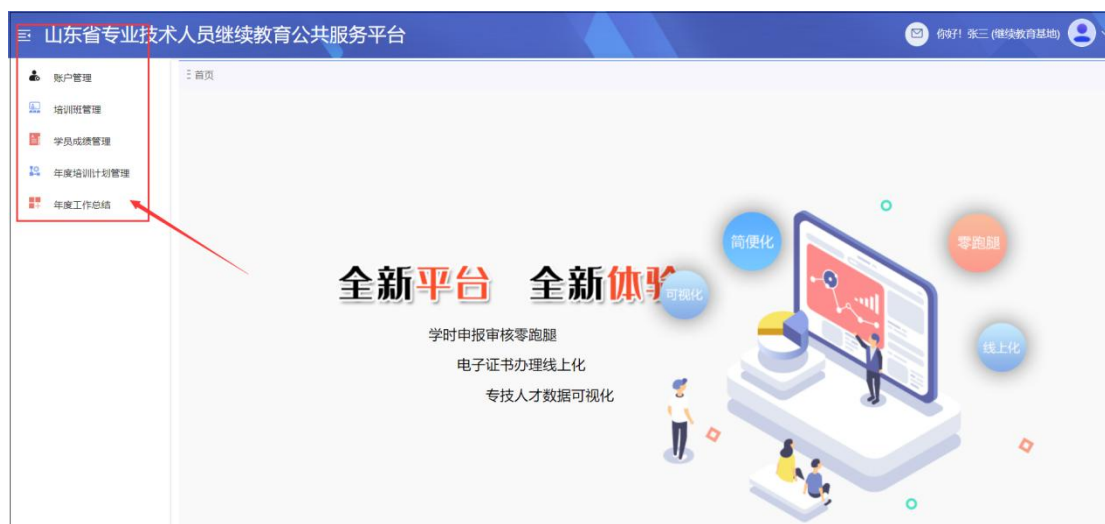 山东省专业技术人员继续教育公共服务平台
你好！张三 (继续教育基地)
账户管理
首页
培训班管理
学员成绩管理
年度培训计划管理
年度工作总结
简便化
零跑腿
全新平台 全新体验
可视化
学时申报审核零跑腿
线上化
电子证书办理线上化
专技人才数据可视化